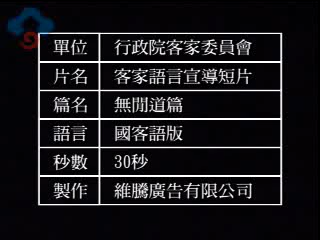 單位 行政院客家委員會
片名 客家語言宣導短片
篇名 無閒道篇
語言 國客語版
秒數 30秒
製作 維騰廣告有限公司